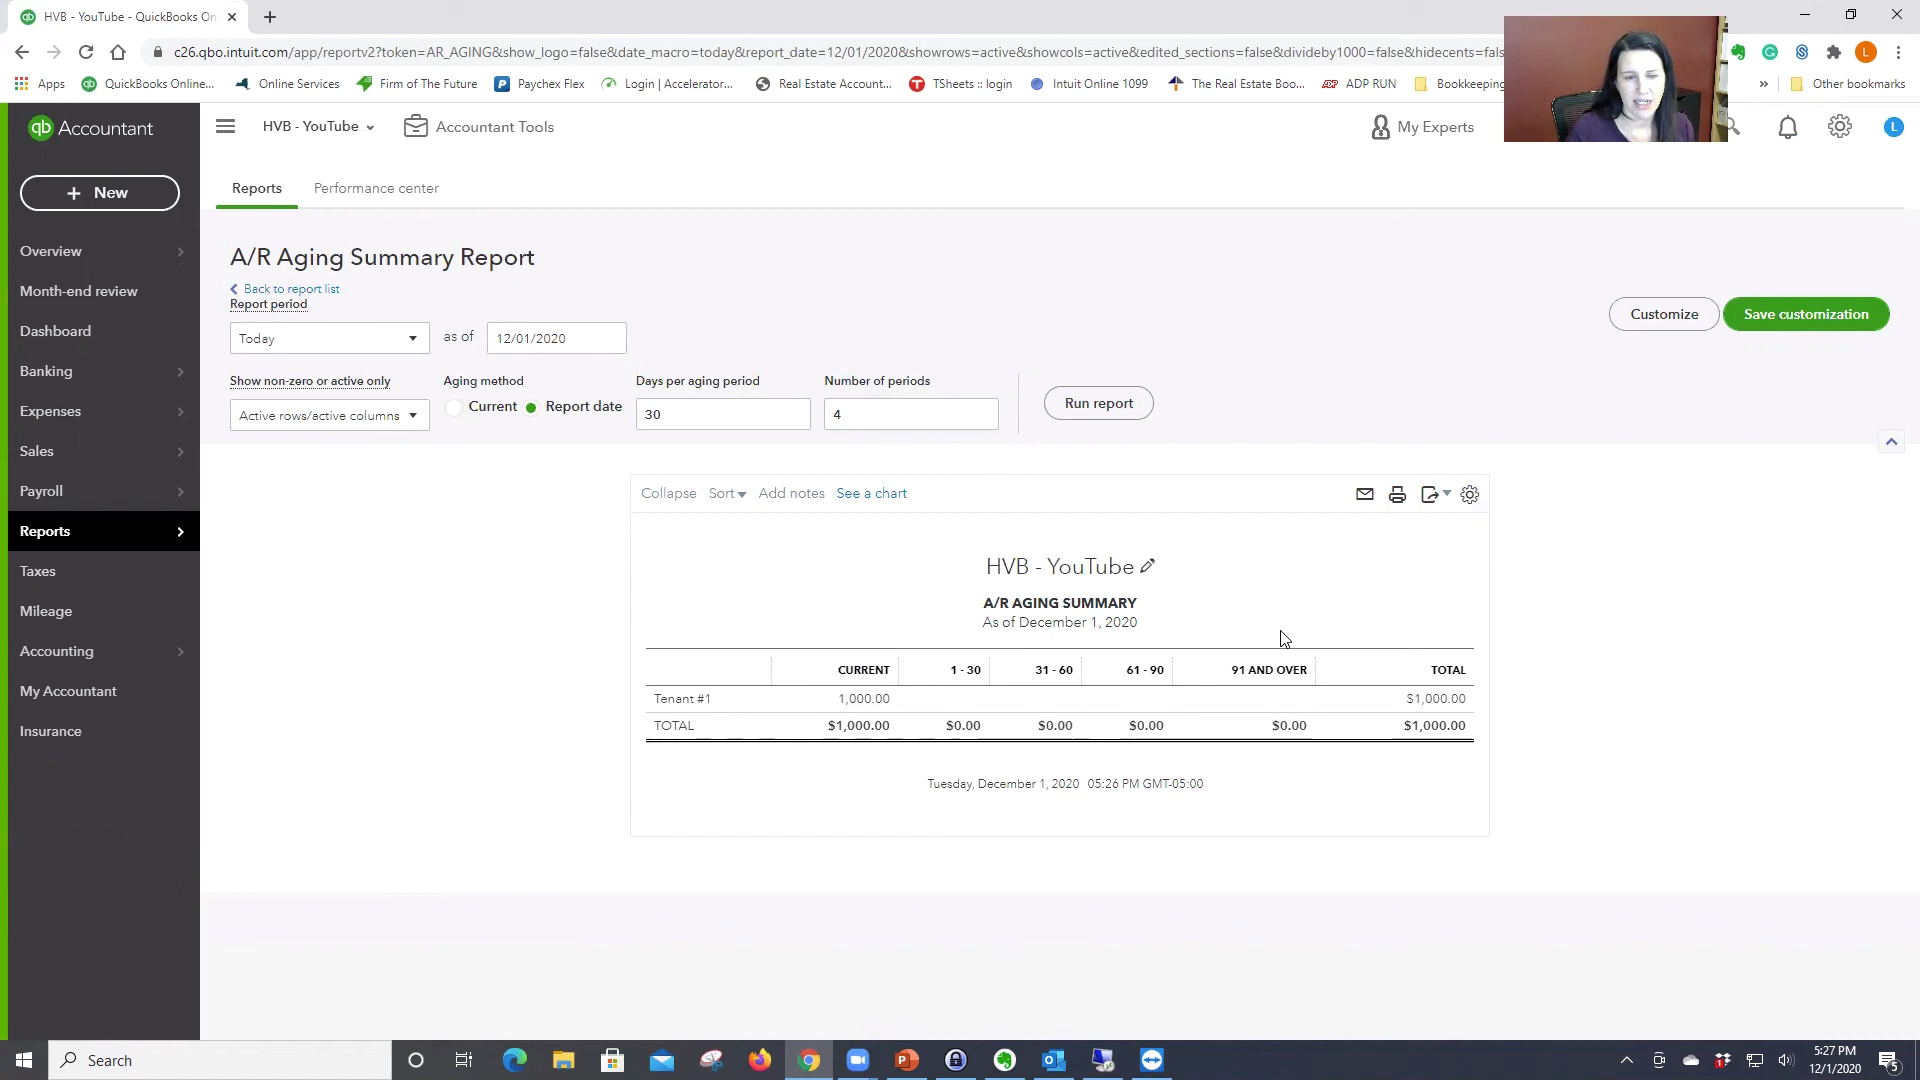 HVB - YouTube - QuickBooks On
c26.qbo.intuit.com/app/reportv2?token=AR_AGING&show_logo=false&date_macro=today&report_date=12/01/2020&showrows=active&showcols=active&edited_sections=false&divideby1000=false&hidecents=fals
L
Apps QuickBooks Online... Online Services Firm of The Future Paychex Flex Login | Accelerator... Real Estate Account... TSheets :: login Intuit Online 1099 The Real Estate Boo... ADP RUN Bookkeeping » Other bookmarks
qb Accountant
HVB - YouTube
Accountant Tools
My Experts
L
+ New
Reports
Performance center
Overview
Month-end review
Dashboard
Banking
Expenses
Sales
Payroll
Reports
Taxes
Mileage
Accounting
My Accountant
Insurance
A/R Aging Summary Report
Back to report list
Report period
Today as of 12/01/2020
Customize Save customization
Show non-zero or active only Aging method Days per aging period Number of periods
Active rows/active columns Current Report date 30 4 Run report
Collapse Sort Add notes See a chart
HVB - YouTube
A/R AGING SUMMARY
As of December 1, 2020
CURRENT 1 - 30 31 - 60 61 - 90 91 AND OVER TOTAL
Tenant #1 1,000.00 $1,000.00
TOTAL $1,000.00 $0.00 $0.00 $0.00 $0.00 $1,000.00
Tuesday, December 1, 2020 05:26 PM GMT-05:00
Search
5:27 PM
12/1/2020
5